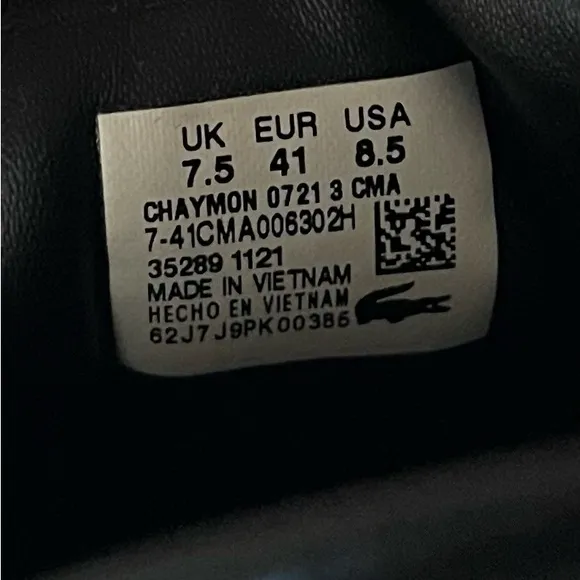 UK EUR USA
7.5 41 8.5
CHAYMON 0721 3 CMA
7-41CMA006302H
35289 1121
MADE IN VIETNAM
HECHO EN VIETNAM
62J7J9PK00386